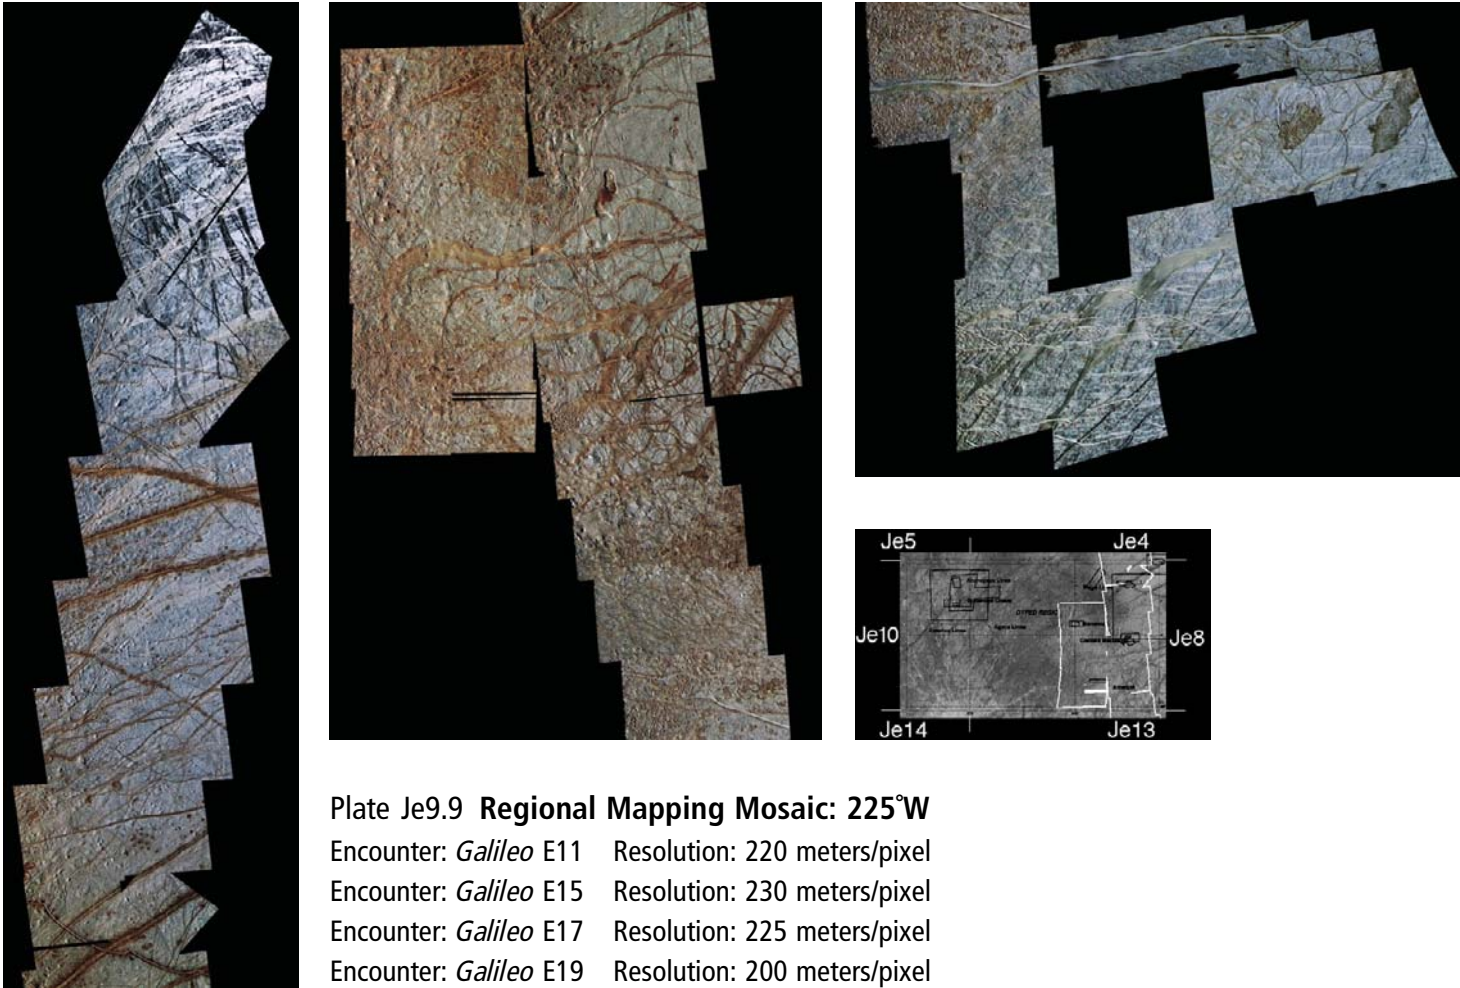 Je5 Je4
Je10 Je8
Je14 Je13
Plate Je9.9 Regional Mapping Mosaic: 225°W
Encounter: Galileo E11 Resolution: 220 meters/pixel
Encounter: Galileo E15 Resolution: 230 meters/pixel
Encounter: Galileo E17 Resolution: 225 meters/pixel
Encounter: Galileo E19 Resolution: 200 meters/pixel